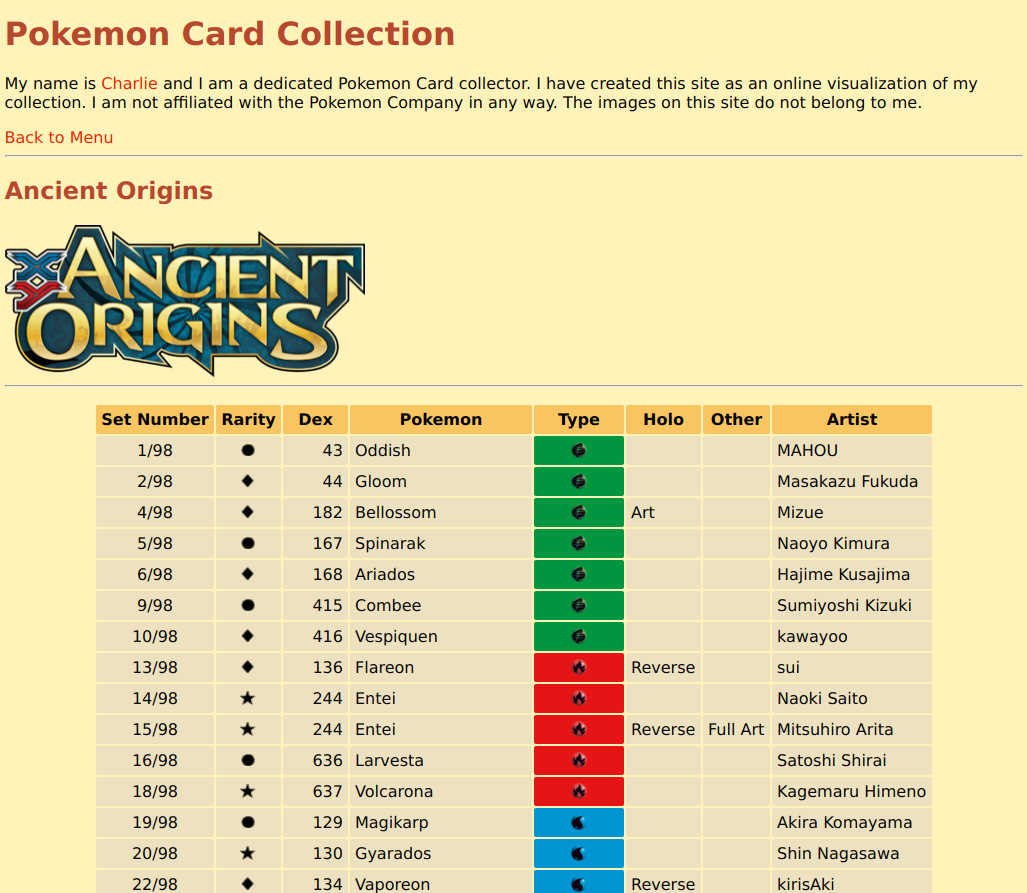 Pokemon Card Collection
My name is Charlie and I am a dedicated Pokemon Card collector. I have created this site as an online visualization of my
collection. I am not affiliated with the Pokemon Company in any way. The images on this site do not belong to me.
Back to Menu
Ancient Origins
XY ANCIENT
ORIGINS
Set Number Rarity Dex Pokemon Type Holo Other Artist
1/98 ● 43 Oddish MAHOU
2/98 ◆ 44 Gloom Masakazu Fukuda
4/98 ◆ 182 Bellossom Art Mizue
5/98 ● 167 Spinarak Naoyo Kimura
6/98 ◆ 168 Ariados Hajime Kusajima
9/98 ● 415 Combee Sumiyoshi Kizuki
10/98 ◆ 416 Vespiquen kawayoo
13/98 ◆ 136 Flareon Reverse sui
14/98 ★ 244 Entei Naoki Saito
15/98 ★ 244 Entei Reverse Full Art Mitsuhiro Arita
16/98 ● 636 Larvesta Satoshi Shirai
18/98 ★ 637 Volcarona Kagemaru Himeno
19/98 ● 129 Magikarp Akira Komayama
20/98 ★ 130 Gyarados Shin Nagasawa
22/98 ◆ 134 Vaporeon Reverse kirisAki